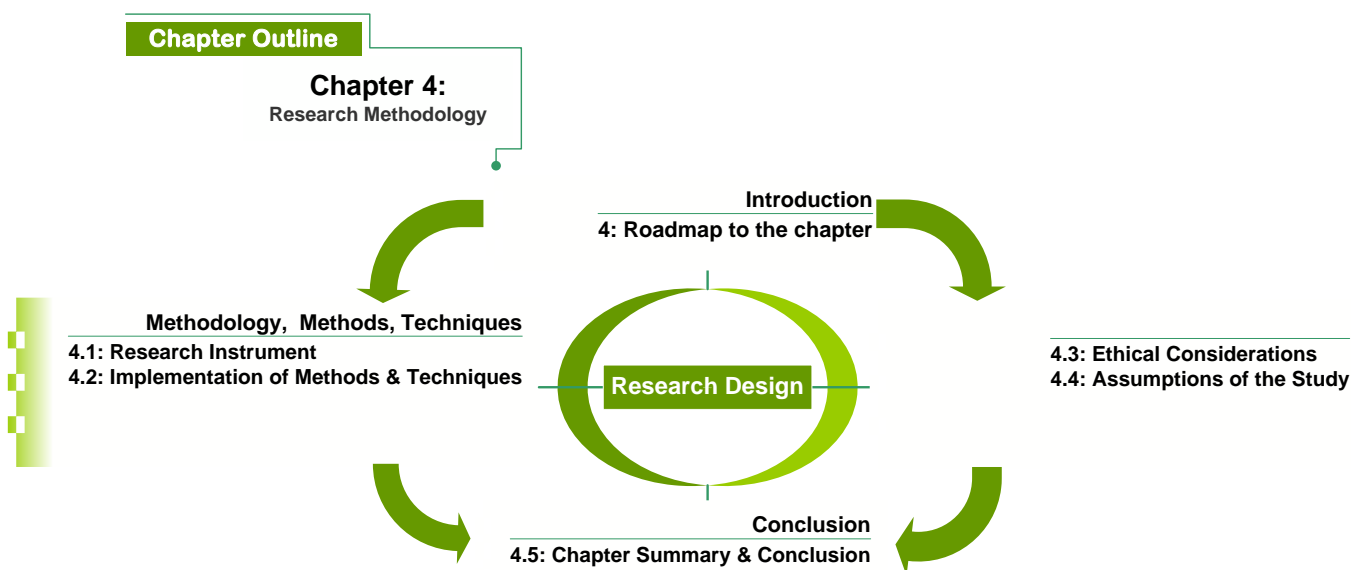 Chapter Outline
Chapter 4:
Research Methodology
Introduction
4: Roadmap to the chapter
Methodology, Methods, Techniques
4.1: Research Instrument
4.2: Implementation of Methods & Techniques
Research Design
4.3: Ethical Considerations
4.4: Assumptions of the Study
Conclusion
4.5: Chapter Summary & Conclusion